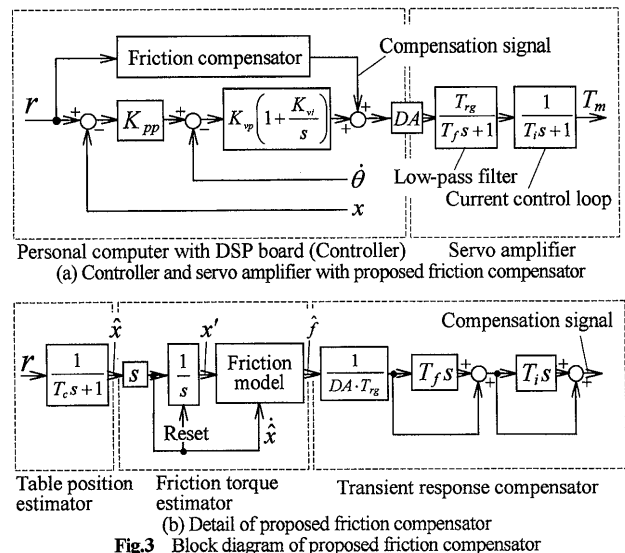 Friction compensator
Compensation signal
r
+
−
K_pp
+
−
K_vp(1+K_vi/s)
+
+
DA
T_rg/(T_f s+1)
1/(T_i s+1)
T_m
Low-pass filter
Current control loop
θ̇
x
Personal computer with DSP board (Controller)
Servo amplifier
(a) Controller and servo amplifier with proposed friction compensator
Compensation signal
r
1/(T_c s+1)
x̂
s
1/s
x′
Friction model
f̂
1/(DA·T_rg)
T_f s
+
+
T_i s
+
+
Reset
x̂̇
Table position
estimator
Friction torque
estimator
Transient response compensator
(b) Detail of proposed friction compensator
Fig.3 Block diagram of proposed friction compensator